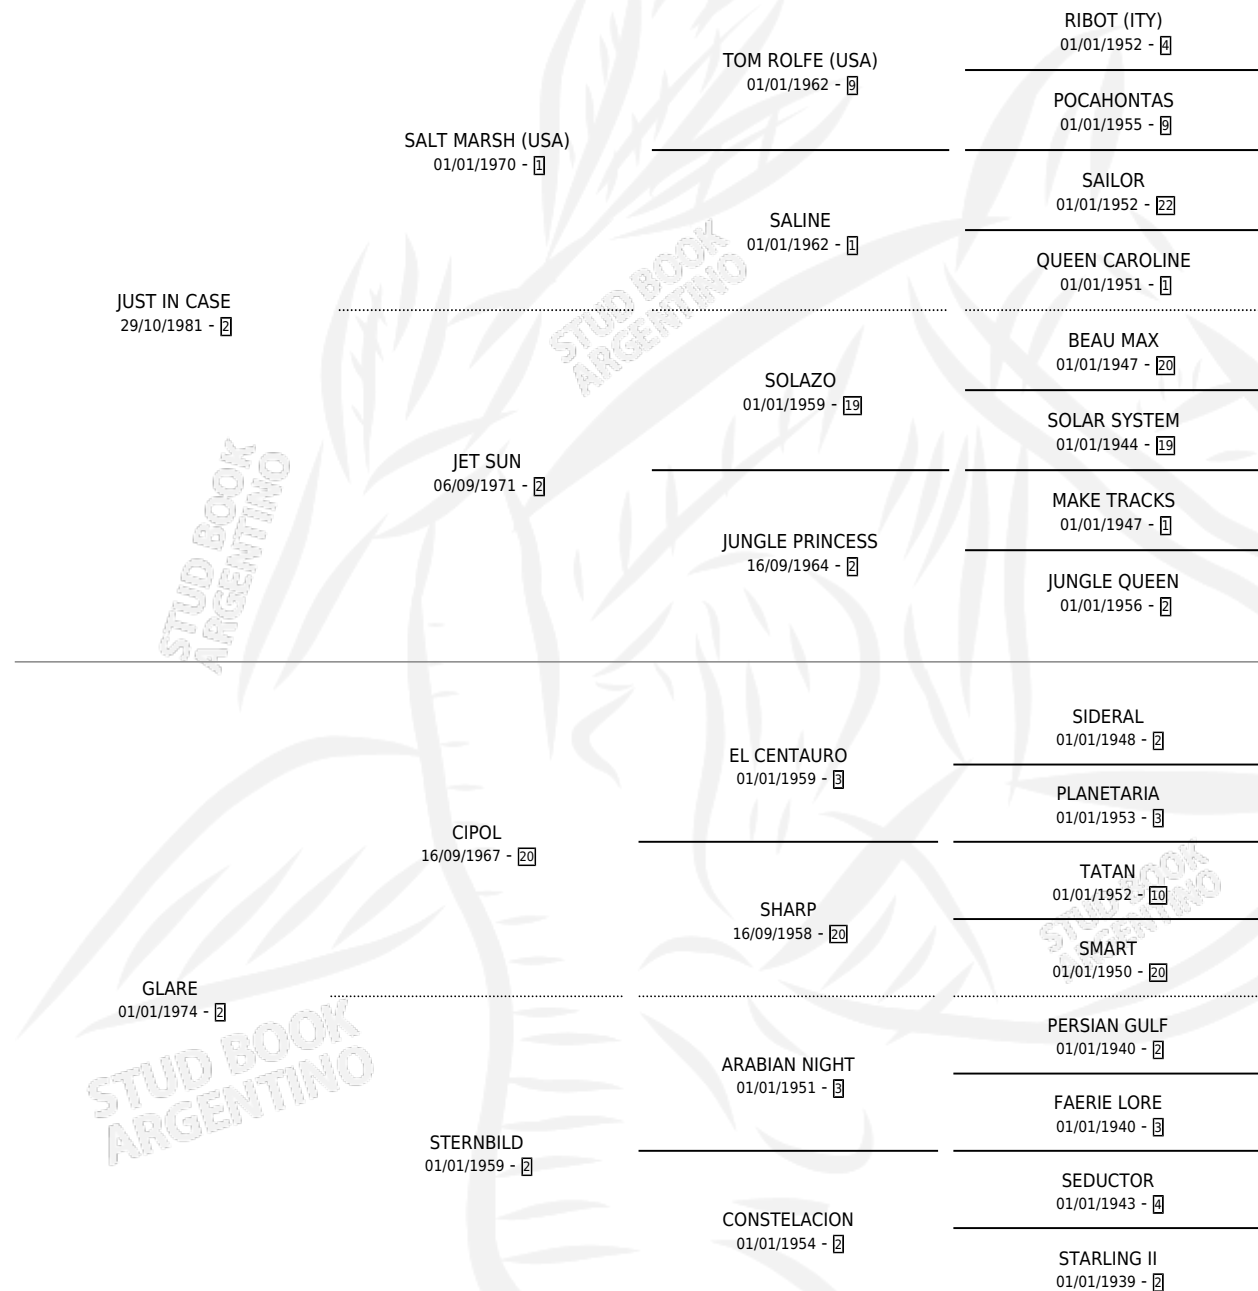 RIBOT (ITY)
01/01/1952 - 4
TOM ROLFE (USA)
01/01/1962 - 9
POCAHONTAS
01/01/1955 - 9
SALT MARSH (USA)
01/01/1970 - 1
SAILOR
01/01/1952 - 22
SALINE
01/01/1962 - 1
QUEEN CAROLINE
01/01/1951 - 1
STUD BOOK
ARGENTINO
JUST IN CASE
29/10/1981 - 2
BEAU MAX
01/01/1947 - 20
SOLAZO
01/01/1959 - 19
SOLAR SYSTEM
01/01/1944 - 19
JET SUN
06/09/1971 - 2
MAKE TRACKS
01/01/1947 - 1
JUNGLE PRINCESS
16/09/1964 - 2
JUNGLE QUEEN
01/01/1956 - 2
STUD BOOK
ARGENTINO
SIDERAL
01/01/1948 - 2
EL CENTAURO
01/01/1959 - 3
PLANETARIA
01/01/1953 - 3
CIPOL
16/09/1967 - 20
TATAN
01/01/1952 - 10
SHARP
16/09/1958 - 20
SMART
01/01/1950 - 20
STUD BOOK
ARGENTINO
GLARE
01/01/1974 - 2
PERSIAN GULF
01/01/1940 - 2
ARABIAN NIGHT
01/01/1951 - 3
FAERIE LORE
01/01/1940 - 3
STUD BOOK
ARGENTINO
STERNBILD
01/01/1959 - 2
SEDUCTOR
01/01/1943 - 4
CONSTELACION
01/01/1954 - 2
STARLING II
01/01/1939 - 2